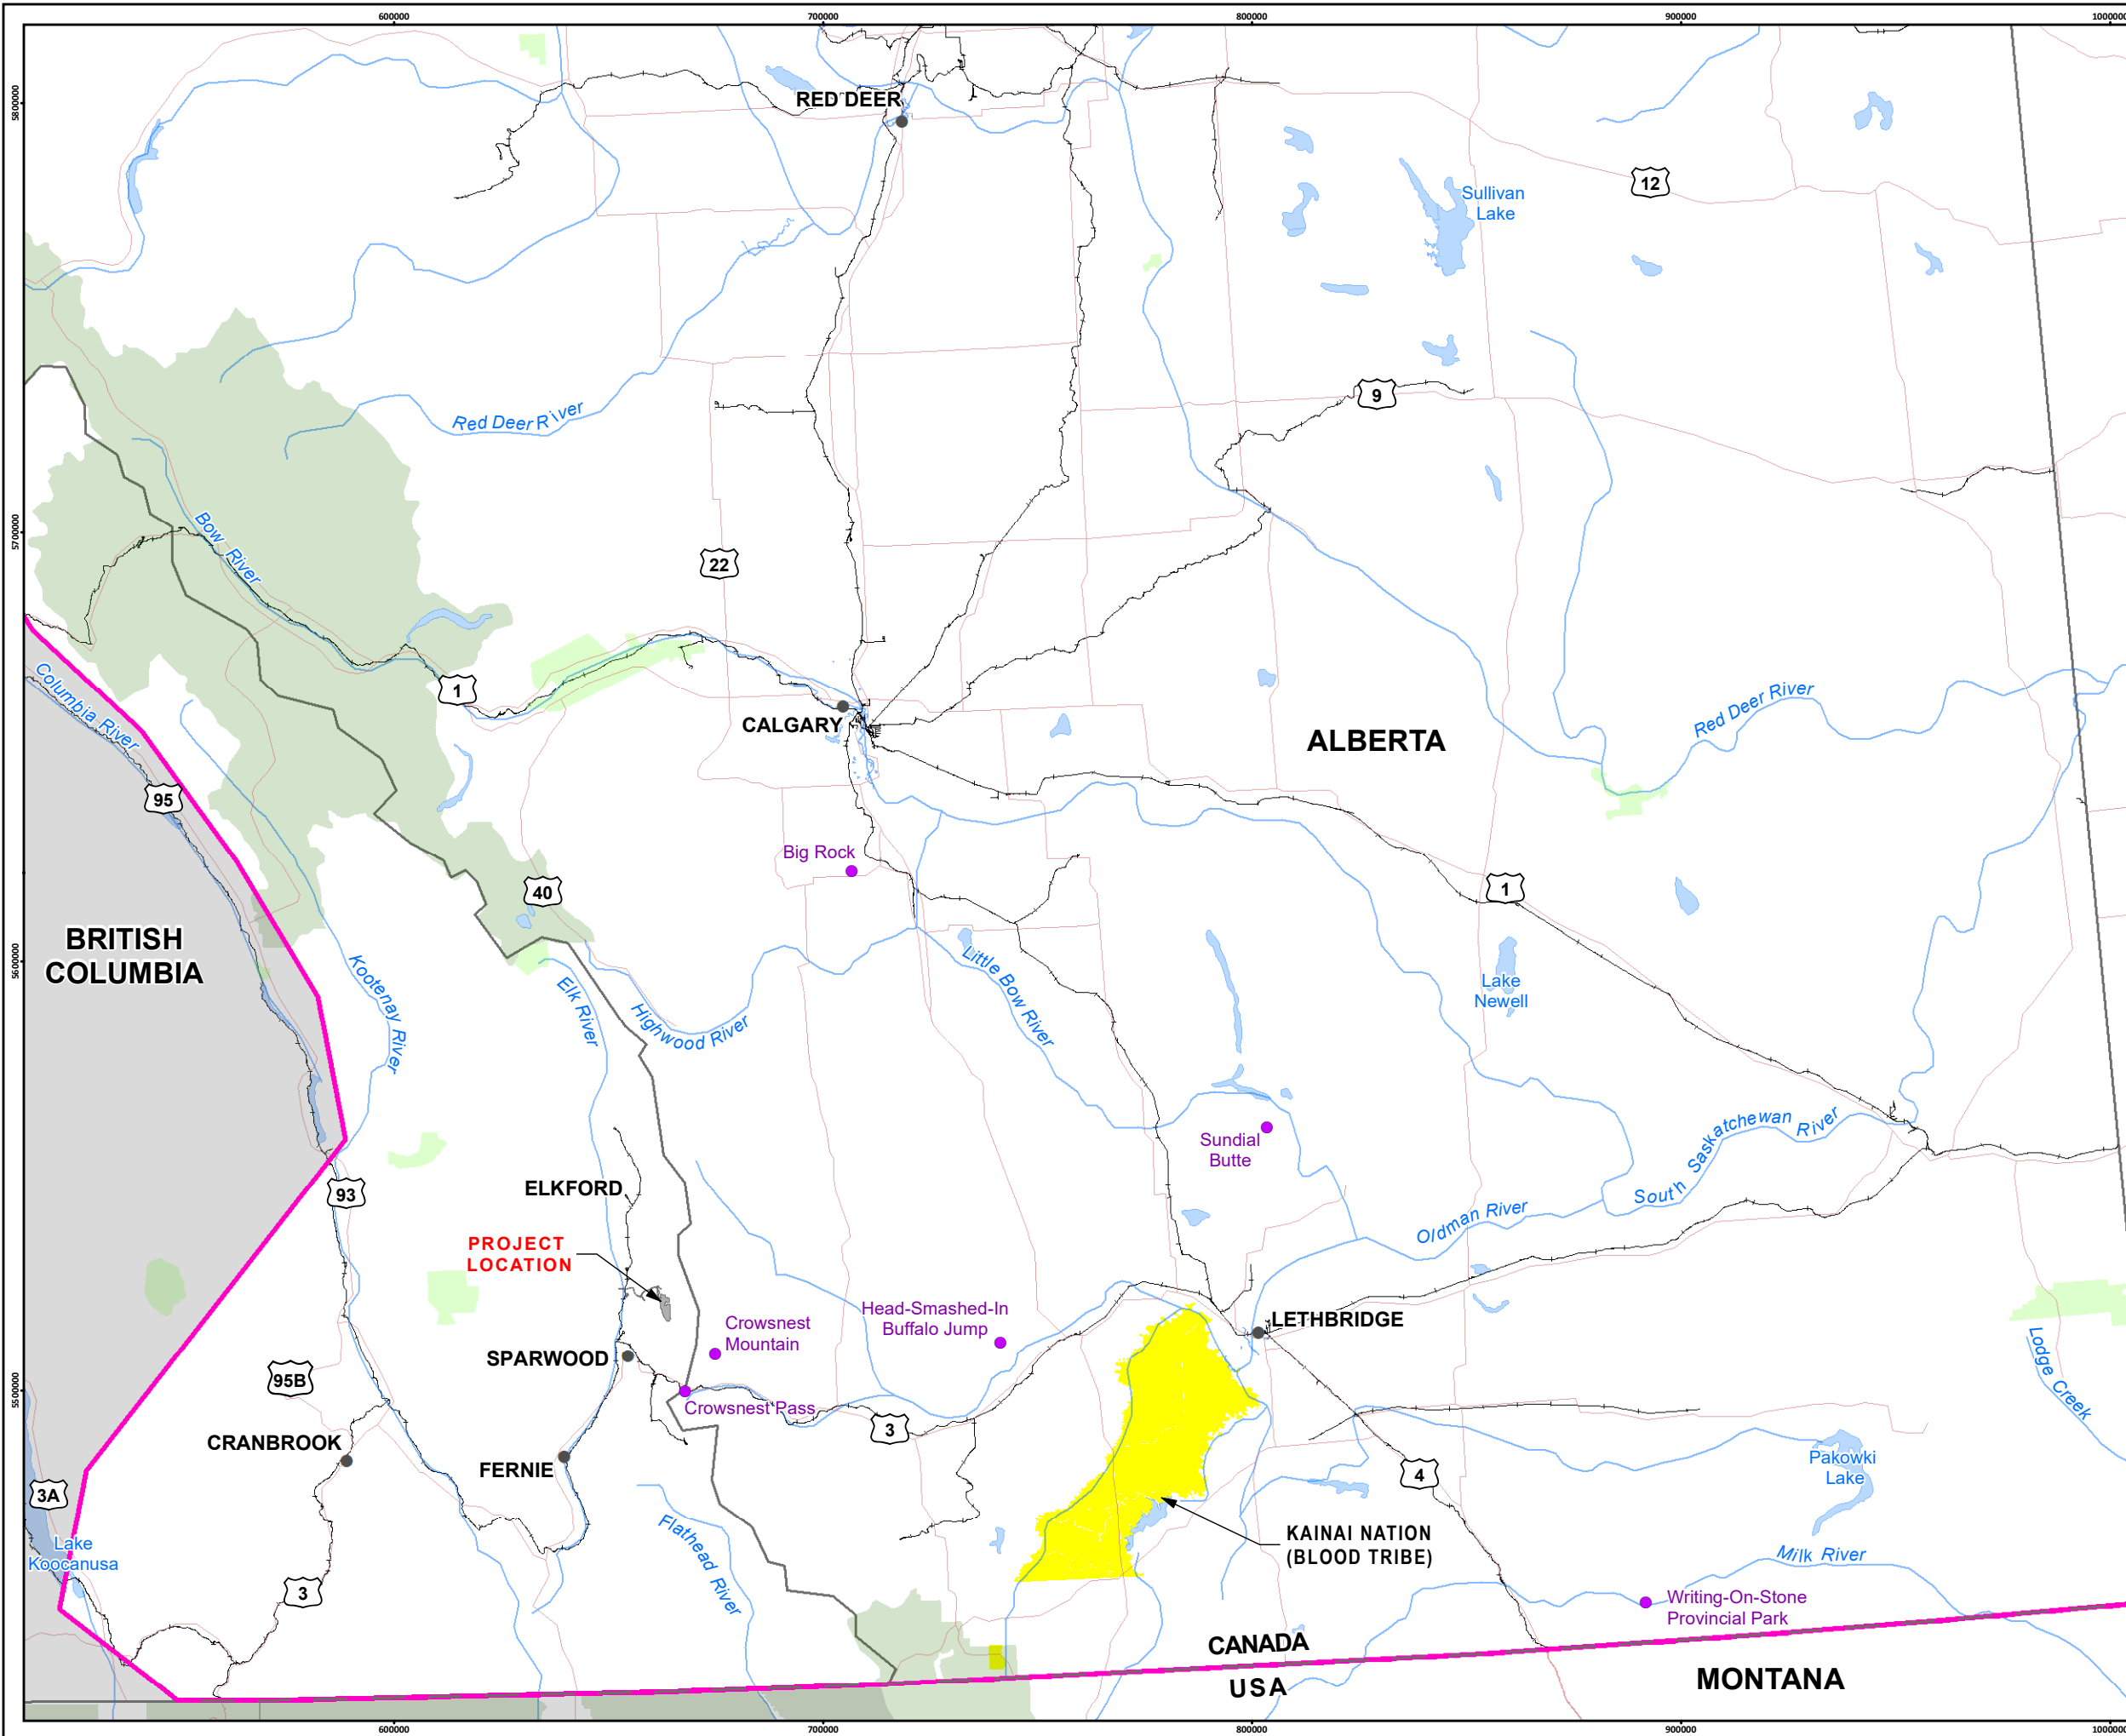 600000
700000
800000
900000
1000000
5800000
RED DEER
12
Sullivan
Lake
9
Red Deer River
5700000
Bow River
22
1
Columbia River
CALGARY
ALBERTA
Red Deer River
95
Big Rock
40
1
BRITISH
COLUMBIA
5600000
Kootenay River
Elk River
Highwood River
Little Bow River
Lake
Newell
Sundial
Butte
South Saskatchewan River
ELKFORD
93
Oldman River
PROJECT
LOCATION
Crowsnest
Mountain
Head-Smashed-In
Buffalo Jump
LETHBRIDGE
SPARWOOD
95B
5500000
Crowsnest Pass
3
Lodge Creek
CRANBROOK
FERNIE
4
Pakowki
Lake
3A
Lake
Koocanusa
Flathead River
KAINAI NATION
(BLOOD TRIBE)
Milk River
3
Writing-On-Stone
Provincial Park
CANADA
USA
MONTANA
600000
700000
800000
900000
1000000